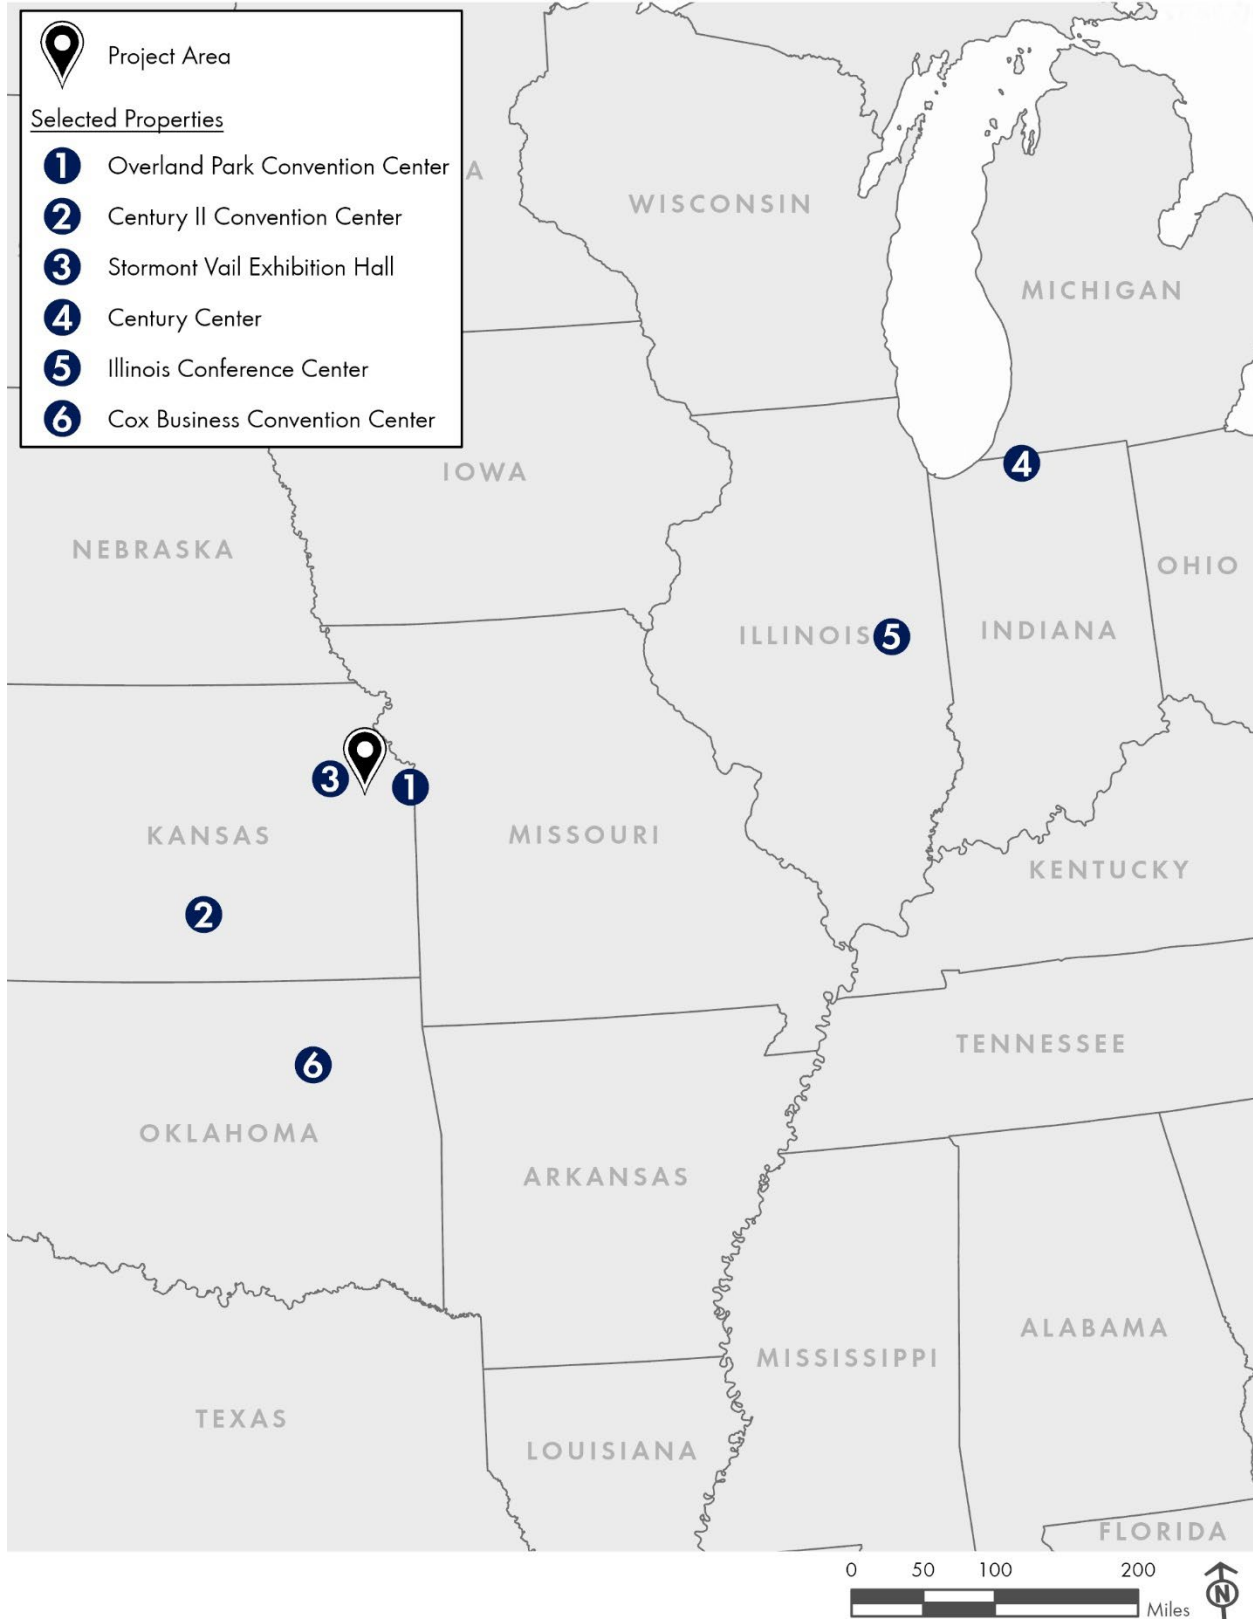 Project Area
Selected Properties
1 Overland Park Convention Center
2 Century II Convention Center
3 Stormont Vail Exhibition Hall
4 Century Center
5 Illinois Conference Center
6 Cox Business Convention Center
A
WISCONSIN
MICHIGAN
4
IOWA
NEBRASKA
OHIO
ILLINOIS 5
INDIANA
3
1
KANSAS
MISSOURI
KENTUCKY
2
TENNESSEE
6
OKLAHOMA
ARKANSAS
ALABAMA
MISSISSIPPI
TEXAS
LOUISIANA
FLORIDA
0 50 100 200
Miles
N